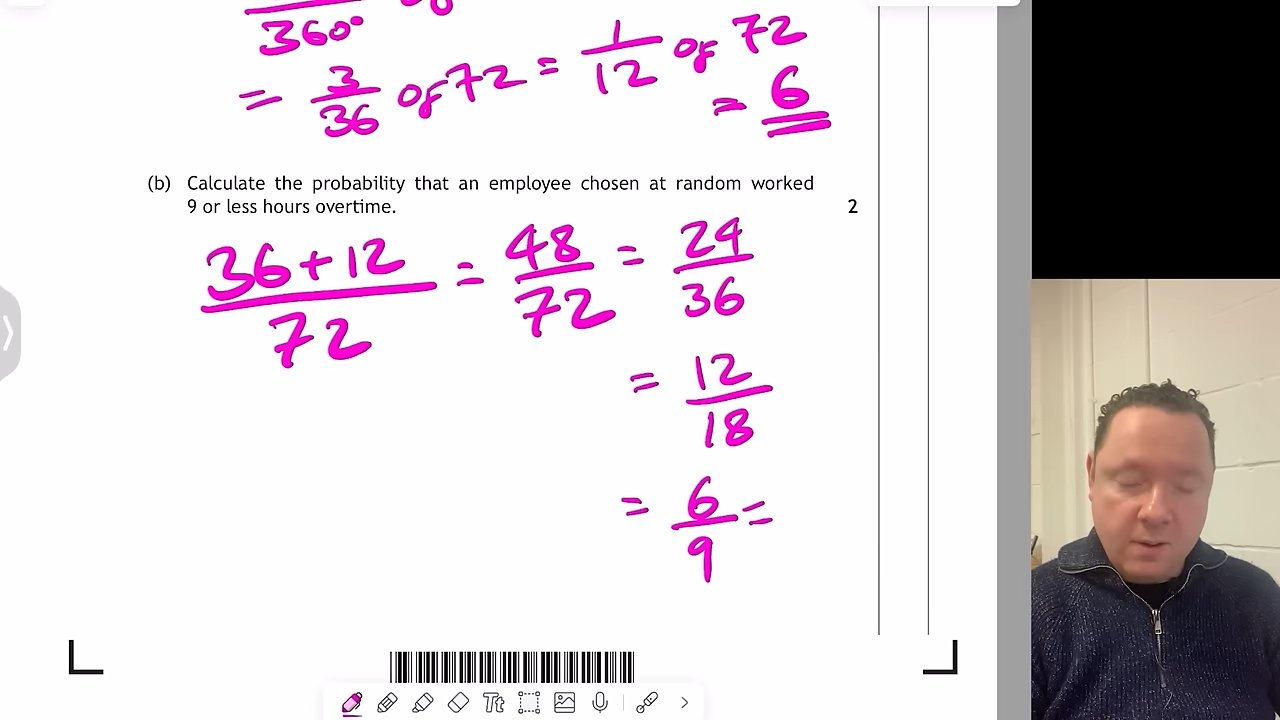 360°
= 3/36 of 72 = 1/12 of 72
= 6
(b) Calculate the probability that an employee chosen at random worked
9 or less hours overtime. 2
36+12/72 = 48/72 = 24/36
= 12/18
= 6/9 =
Tt